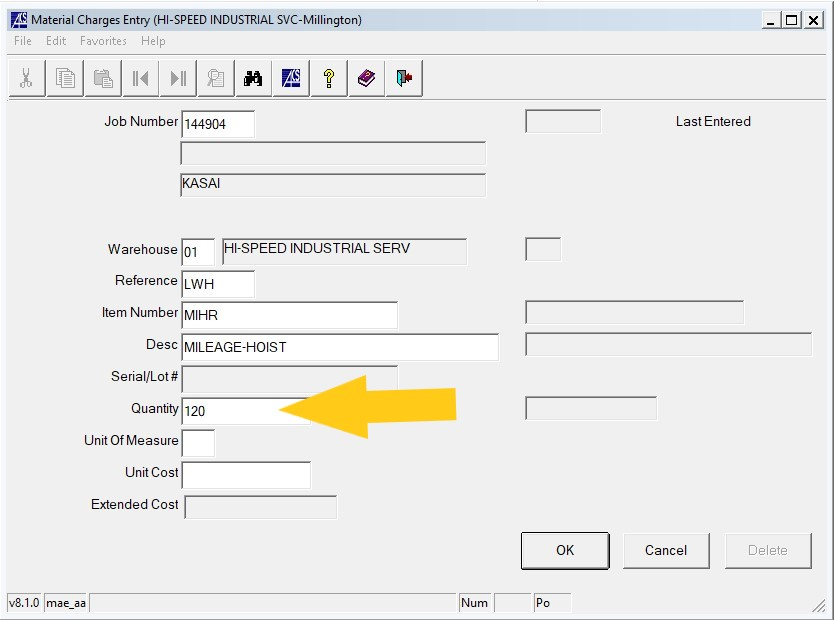 Material Charges Entry (HI-SPEED INDUSTRIAL SVC-Millington)
File Edit Favorites Help
Job Number 144904 Last Entered
KASAI
Warehouse 01 HI-SPEED INDUSTRIAL SERV
Reference LWH
Item Number MIHR
Desc MILEAGE-HOIST
Serial/Lot #
Quantity 120
Unit Of Measure
Unit Cost
Extended Cost
OK Cancel Delete
v8.1.0 mae_aa Num Po